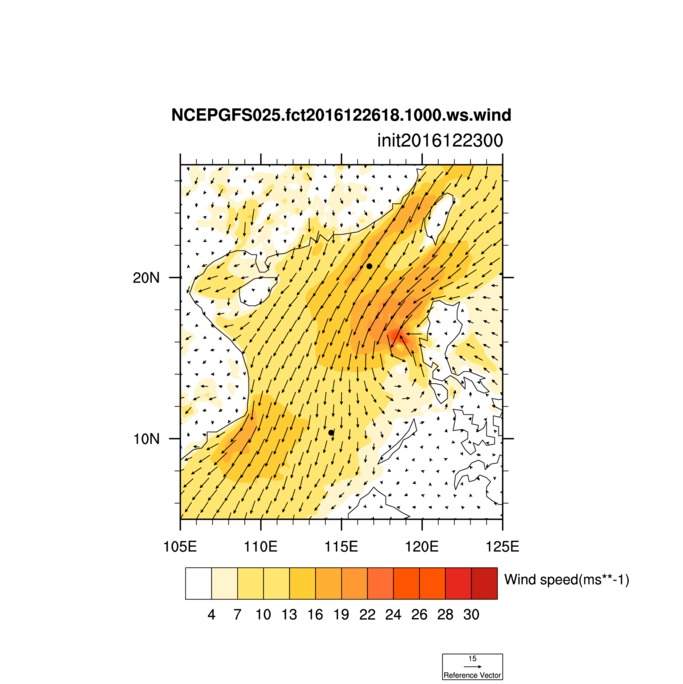 NCEPGFS025.fct2016122618.1000.ws.wind
init2016122300
20N
10N
105E 110E 115E 120E 125E
Wind speed(ms**-1)
4 7 10 13 16 19 22 24 26 28 30
15
Reference Vector